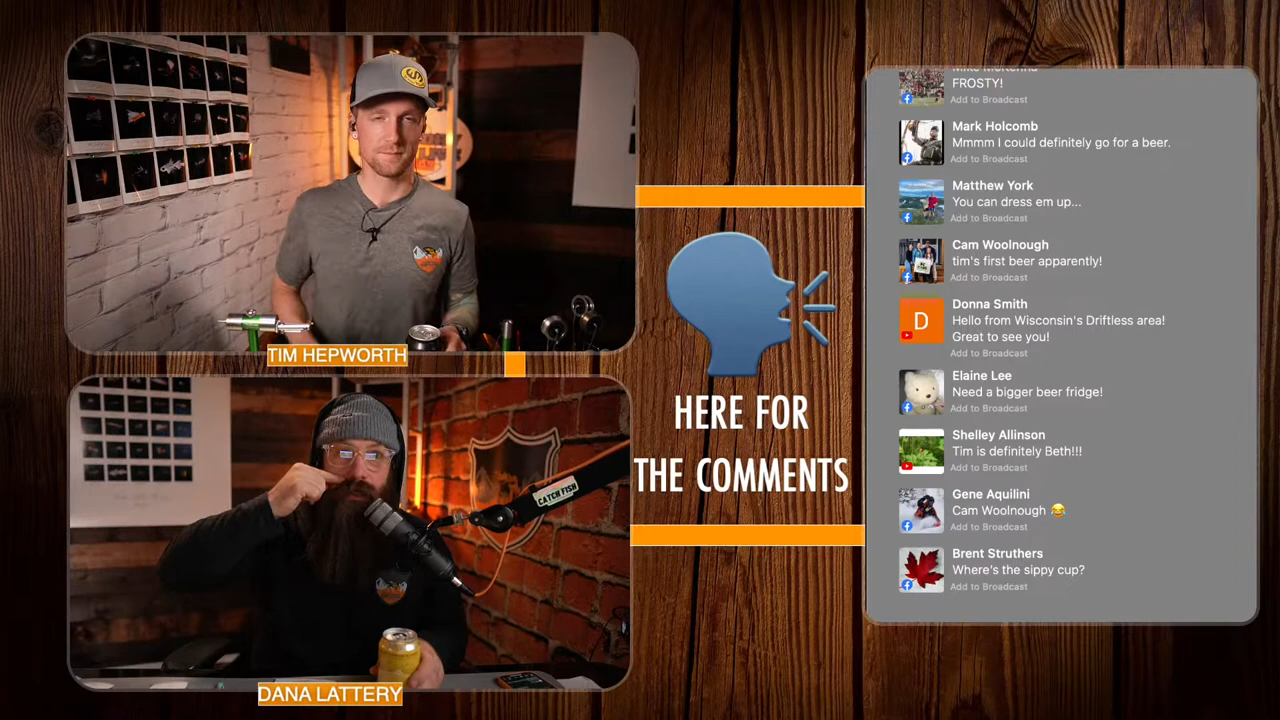 TIM HEPWORTH
CATCH FISH
DANA LATTERY
HERE FOR
THE COMMENTS
FROSTY!
Add to Broadcast
Mark Holcomb
Mmmm I could definitely go for a beer.
Add to Broadcast
Matthew York
You can dress em up...
Add to Broadcast
Cam Woolnough
tim's first beer apparently!
Add to Broadcast
D
Donna Smith
Hello from Wisconsin's Driftless area!
Great to see you!
Add to Broadcast
Elaine Lee
Need a bigger beer fridge!
Add to Broadcast
Shelley Allinson
Tim is definitely Beth!!!
Add to Broadcast
Gene Aquilini
Cam Woolnough 😂
Add to Broadcast
Brent Struthers
Where's the sippy cup?
Add to Broadcast